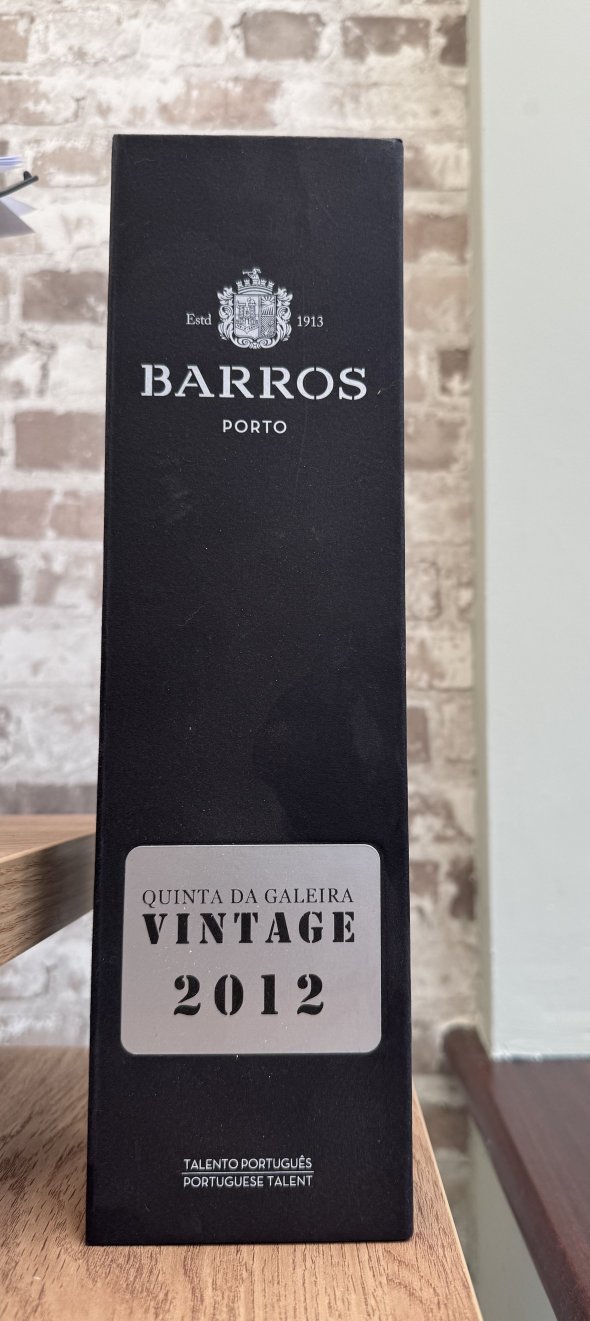 Estd 1913
BARROS
PORTO
QUINTA DA GALEIRA
VINTAGE
2012
TALENTO PORTUGUÊS
PORTUGUESE TALENT